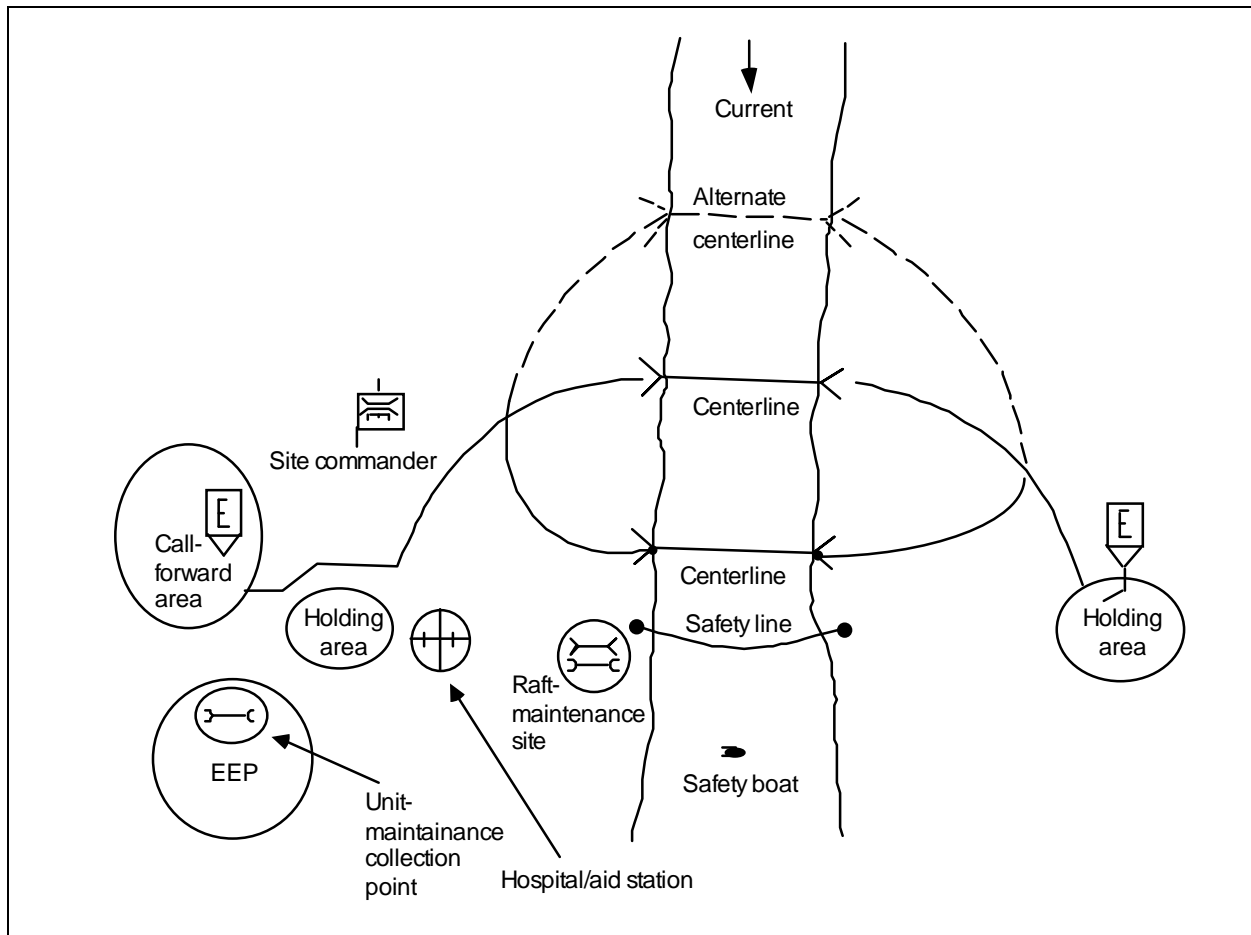 Current
Alternate
centerline
Centerline
Site commander
E
Call-
forward
area
E
Centerline
Holding
area
Safety line
Holding
area
Raft-
maintenance
site
EEP
Safety boat
Unit-
maintainance
collection
point
Hospital/aid station